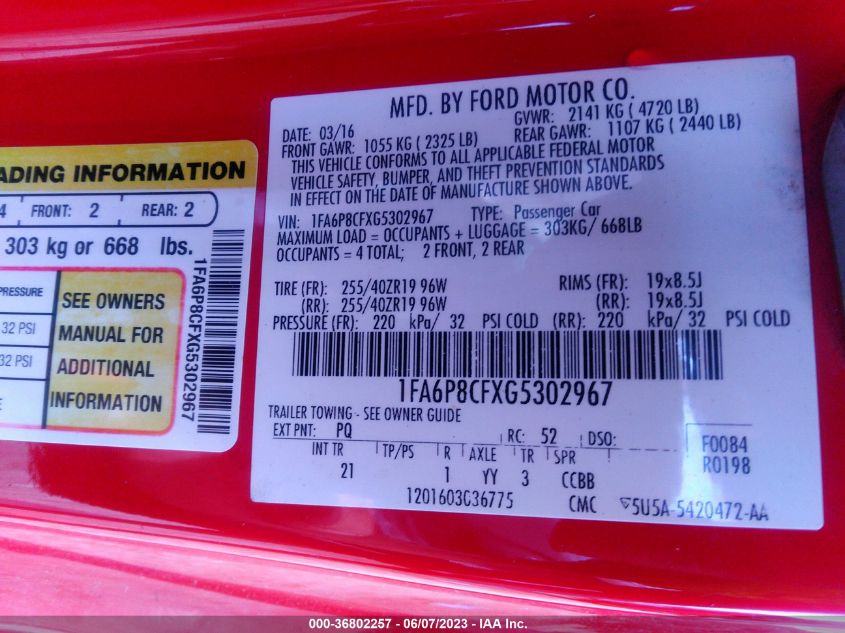 ADING INFORMATION
4 FRONT: 2 REAR: 2
303 kg or 668 lbs.
PRESSURE
32 PSI
32 PSI
SEE OWNERS
MANUAL FOR
ADDITIONAL
INFORMATION
1FA6P8CFXG5302967
MFD. BY FORD MOTOR CO.
DATE: 03/16 GVWR: 2141 KG ( 4720 LB)
FRONT GAWR: 1055 KG ( 2325 LB) REAR GAWR: 1107 KG ( 2440 LB)
THIS VEHICLE CONFORMS TO ALL APPLICABLE FEDERAL MOTOR
VEHICLE SAFETY, BUMPER, AND THEFT PREVENTION STANDARDS
IN EFFECT ON THE DATE OF MANUFACTURE SHOWN ABOVE.
VIN: 1FA6P8CFXG5302967 TYPE: Passenger Car
MAXIMUM LOAD = OCCUPANTS + LUGGAGE = 303KG/ 668LB
OCCUPANTS = 4 TOTAL; 2 FRONT, 2 REAR
TIRE (FR): 255/40ZR19 96W RIMS (FR): 19x8.5J
(RR): 255/40ZR19 96W (RR): 19x8.5J
PRESSURE (FR): 220 kPa/ 32 PSI COLD (RR): 220 kPa/ 32 PSI COLD
1FA6P8CFXG5302967
TRAILER TOWING - SEE OWNER GUIDE
EXT PNT: PQ RC: 52 DSO: F0084
INT TR TP/PS R AXLE TR SPR R0198
21 1 YY 3 CCBB
1201603G36775 CMC 5U5A-5420472-AA
000-36802257 - 06/07/2023 - IAA Inc.